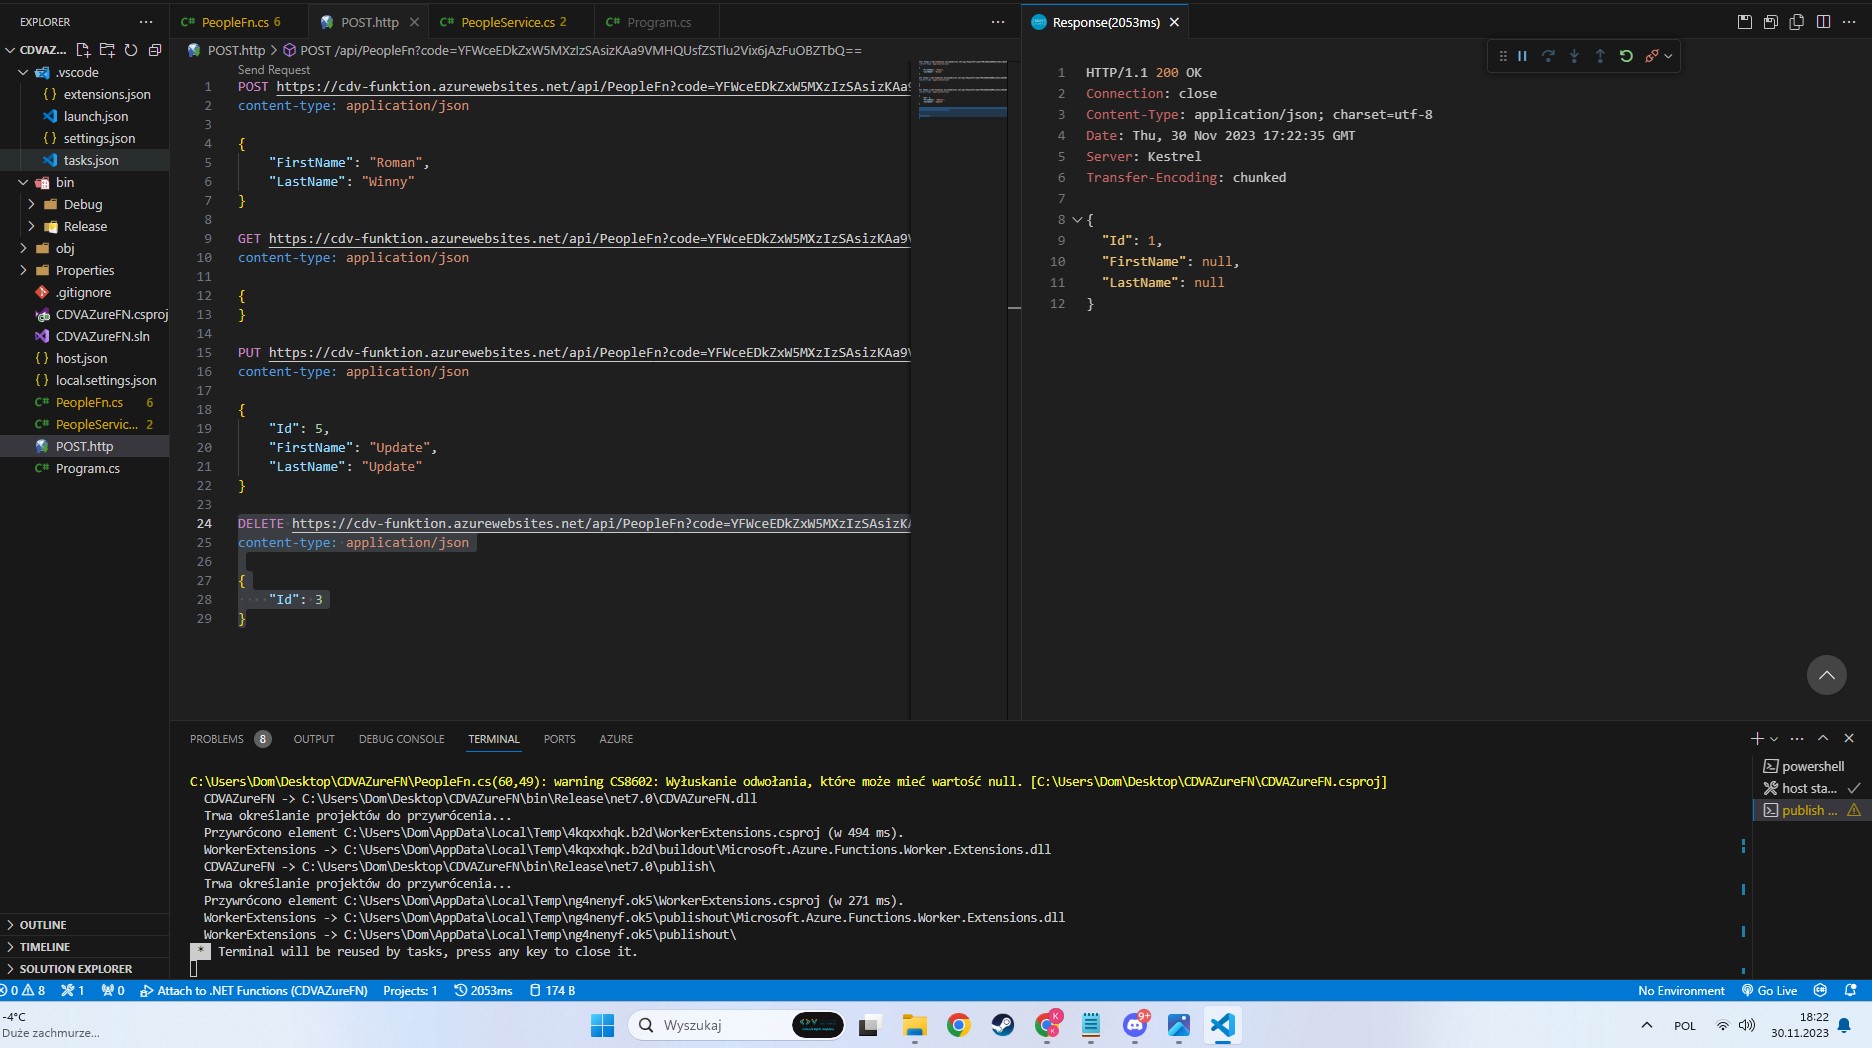 EXPLORER
PeopleFn.cs 6
POST.http
PeopleService.cs 2
Program.cs
Response(2053ms)
CDVAZ...
POST.http > POST /api/PeopleFn?code=YFWceEDkZxW5MXzIzSAsizKAa9VMHQUsfZSTlu2Vix6jAzFuOBZTbQ==
.vscode
extensions.json
launch.json
settings.json
tasks.json
bin
Debug
Release
obj
Properties
.gitignore
CDVAZureFN.csproj
CDVAZureFN.sln
host.json
local.settings.json
PeopleFn.cs 6
PeopleServic... 2
POST.http
Program.cs
OUTLINE
TIMELINE
SOLUTION EXPLORER
Send Request
1 POST https://cdv-funktion.azurewebsites.net/api/PeopleFn?code=YFWceEDkZxW5MXzIzSAsizKAa9
2 content-type: application/json
3
4 {
5 "FirstName": "Roman",
6 "LastName": "Winny"
7 }
8
9 GET https://cdv-funktion.azurewebsites.net/api/PeopleFn?code=YFWceEDkZxW5MXzIzSAsizKAa9V
10 content-type: application/json
11
12 {
13 }
14
15 PUT https://cdv-funktion.azurewebsites.net/api/PeopleFn?code=YFWceEDkZxW5MXzIzSAsizKAa9V
16 content-type: application/json
17
18 {
19 "Id": 5,
20 "FirstName": "Update",
21 "LastName": "Update"
22 }
23
24 DELETE https://cdv-funktion.azurewebsites.net/api/PeopleFn?code=YFWceEDkZxW5MXzIzSAsizKA
25 content-type: application/json
26
27 {
28 "Id": 3
29 }
1 HTTP/1.1 200 OK
2 Connection: close
3 Content-Type: application/json; charset=utf-8
4 Date: Thu, 30 Nov 2023 17:22:35 GMT
5 Server: Kestrel
6 Transfer-Encoding: chunked
7
8 {
9 "Id": 1,
10 "FirstName": null,
11 "LastName": null
12 }
PROBLEMS 8 OUTPUT DEBUG CONSOLE TERMINAL PORTS AZURE
C:\Users\Dom\Desktop\CDVAZureFN\PeopleFn.cs(60,49): warning CS8602: Wyłuskanie odwołania, które może mieć wartość null. [C:\Users\Dom\Desktop\CDVAZureFN\CDVAZureFN.csproj]
CDVAZureFN -> C:\Users\Dom\Desktop\CDVAZureFN\bin\Release\net7.0\CDVAZureFN.dll
Trwa określanie projektów do przywrócenia...
Przywrócono element C:\Users\Dom\AppData\Local\Temp\4kqxxhqk.b2d\WorkerExtensions.csproj (w 494 ms).
WorkerExtensions -> C:\Users\Dom\AppData\Local\Temp\4kqxxhqk.b2d\buildout\Microsoft.Azure.Functions.Worker.Extensions.dll
CDVAZureFN -> C:\Users\Dom\Desktop\CDVAZureFN\bin\Release\net7.0\publish\
Trwa określanie projektów do przywrócenia...
Przywrócono element C:\Users\Dom\AppData\Local\Temp\ng4nenyf.ok5\WorkerExtensions.csproj (w 271 ms).
WorkerExtensions -> C:\Users\Dom\AppData\Local\Temp\ng4nenyf.ok5\publishout\Microsoft.Azure.Functions.Worker.Extensions.dll
WorkerExtensions -> C:\Users\Dom\AppData\Local\Temp\ng4nenyf.ok5\publishout\
* Terminal will be reused by tasks, press any key to close it.
powershell
host sta...
publish ...
0 8 1 0 Attach to .NET Functions (CDVAZureFN) Projects: 1 2053ms 174 B No Environment Go Live
-4°C
Duże zachmurze...
Wyszukaj
K
K
9+
POL
18:22
30.11.2023